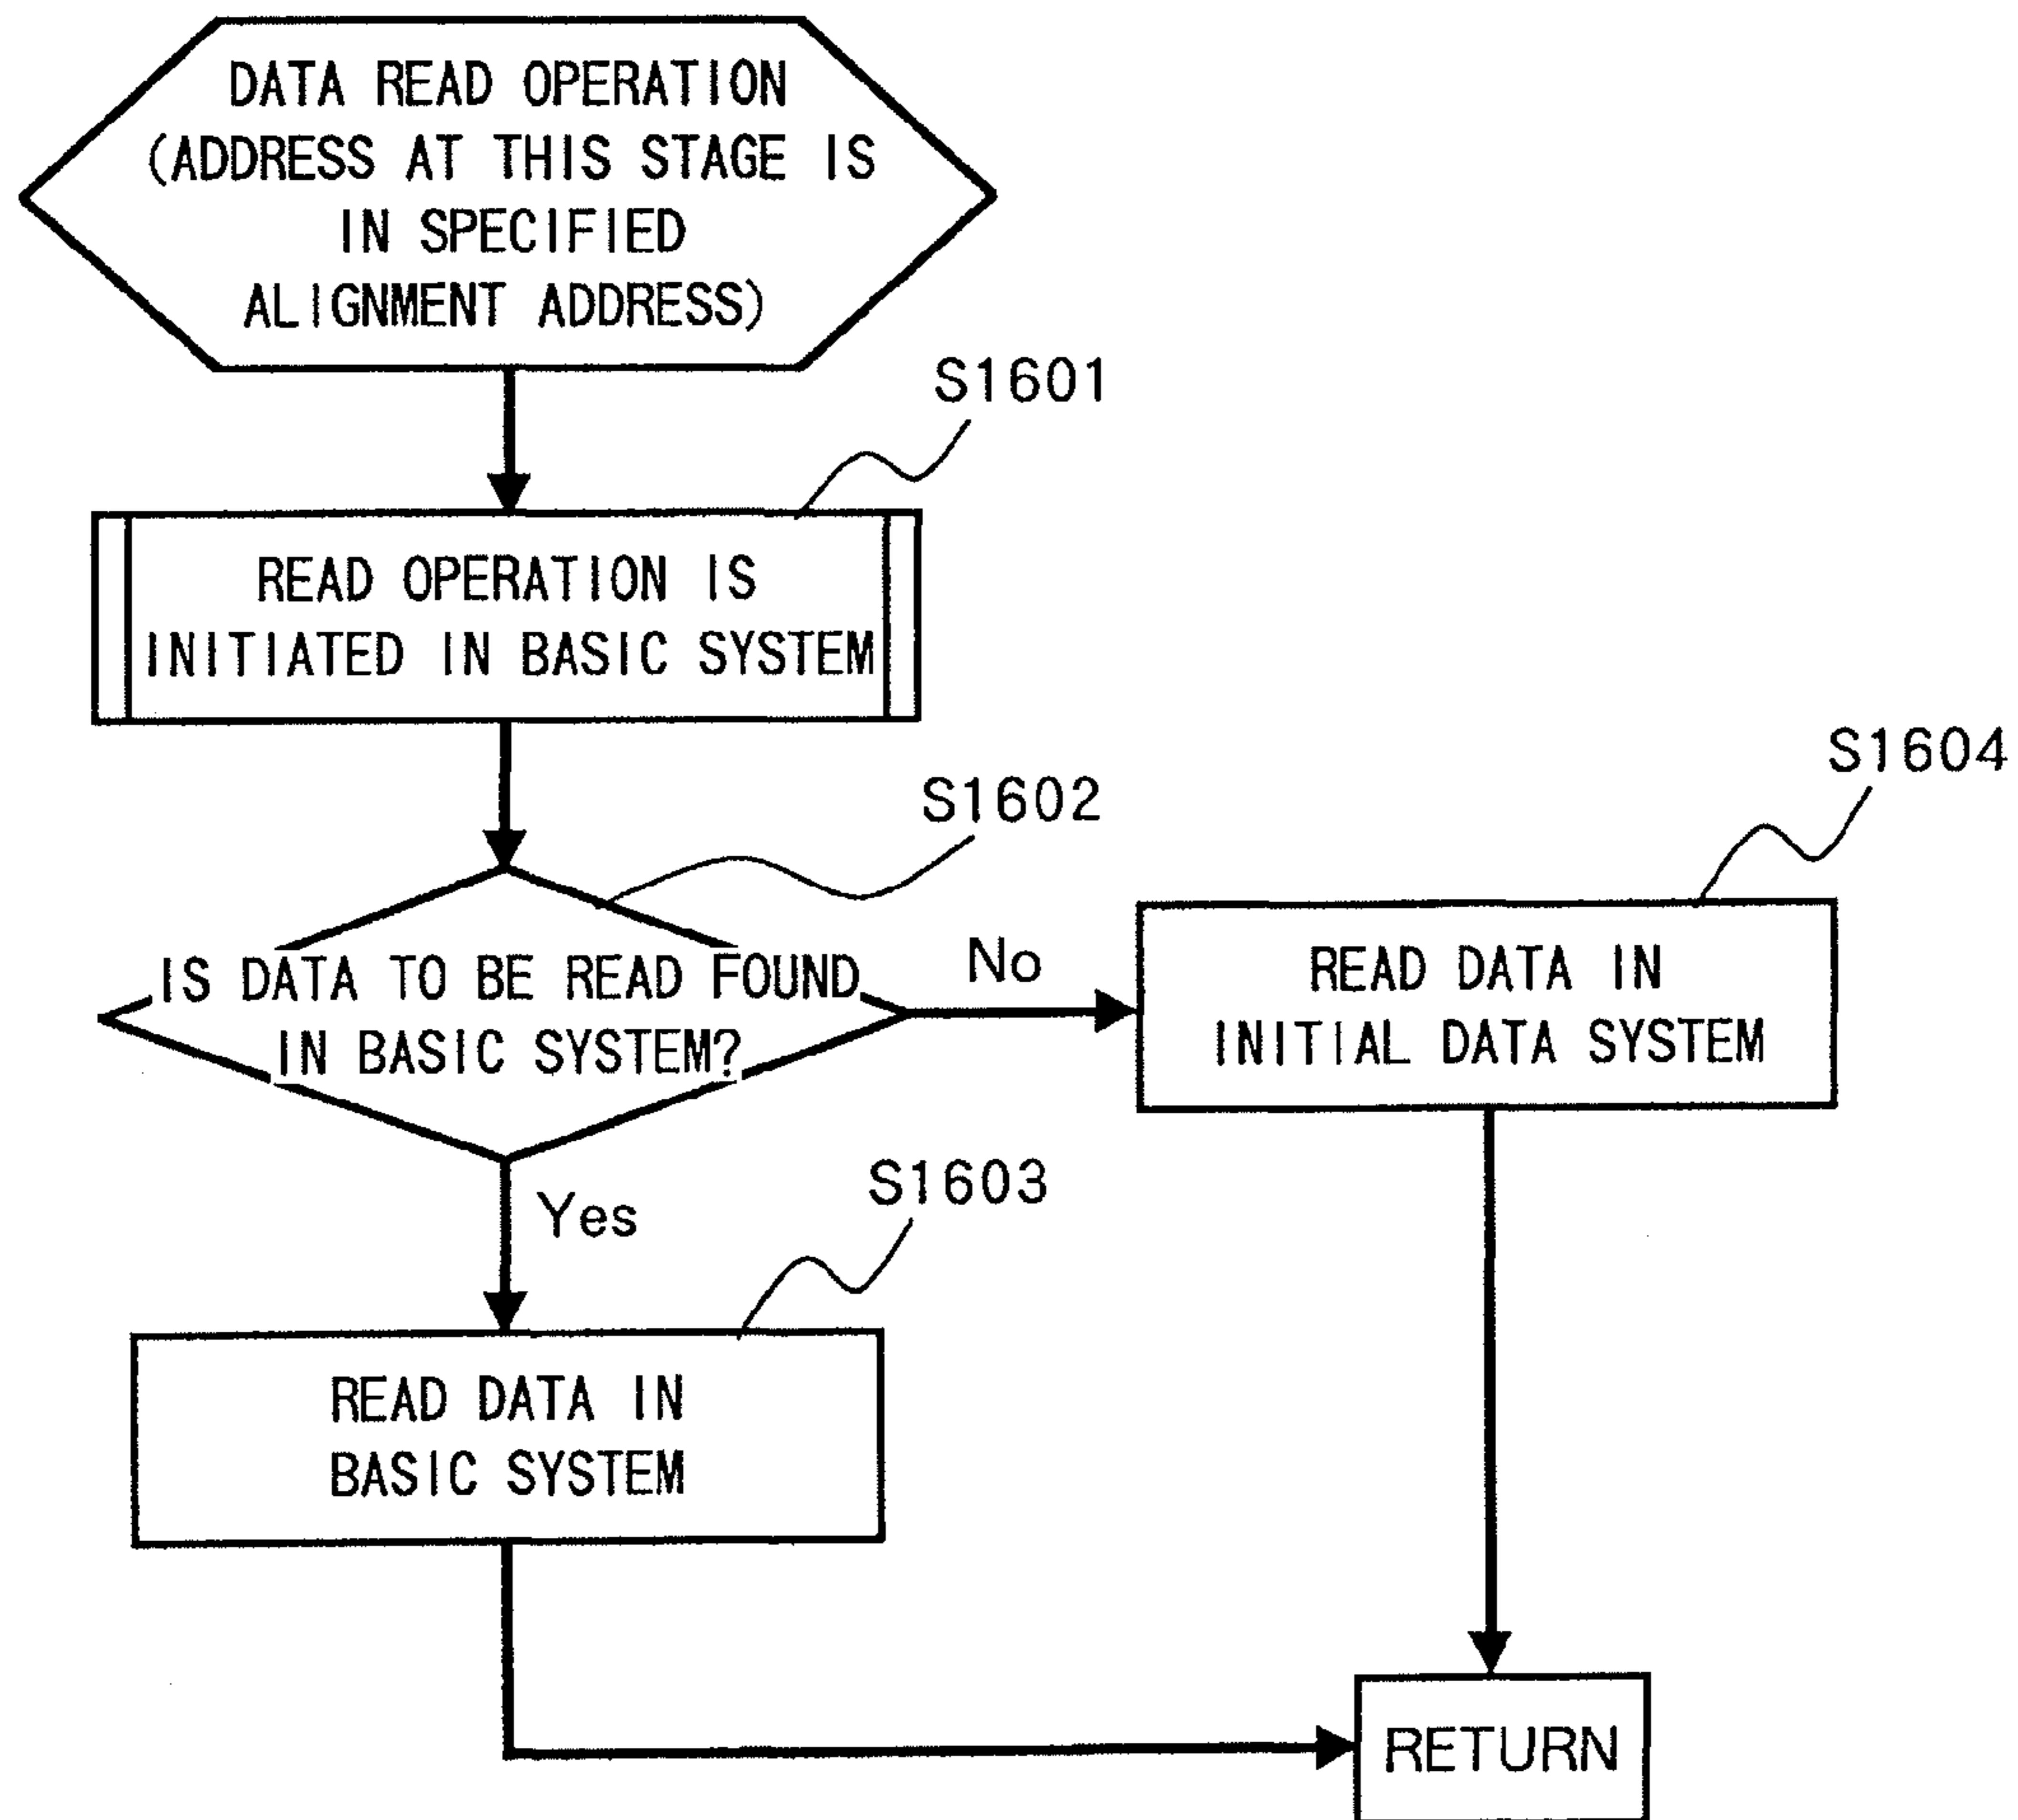 DATA READ OPERATION
(ADDRESS AT THIS STAGE IS
IN SPECIFIED
ALIGNMENT ADDRESS)
S1601
READ OPERATION IS
INITIATED IN BASIC SYSTEM
S1602
S1604
IS DATA TO BE READ FOUND
IN BASIC SYSTEM?
No
READ DATA IN
INITIAL DATA SYSTEM
Yes
S1603
READ DATA IN
BASIC SYSTEM
RETURN